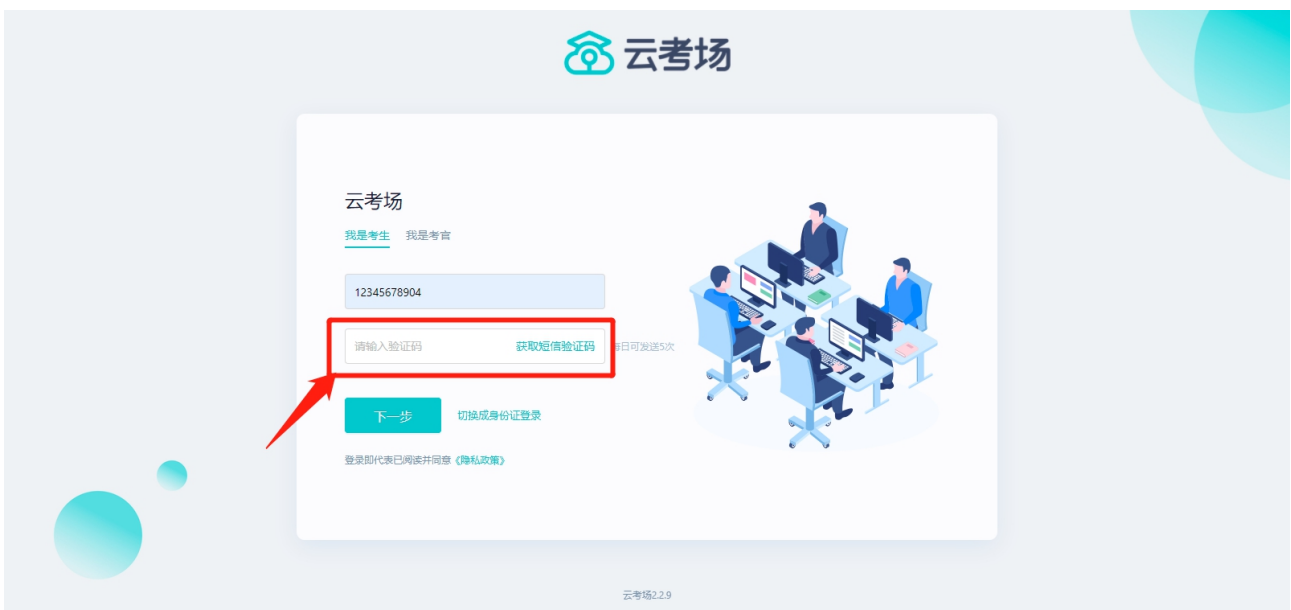 云考场
云考场
我是考生 我是考官
12345678904
请输入验证码 获取短信验证码 每日可发送5次
下一步 切换成身份证登录
登录即代表已阅读并同意《隐私政策》
云考场2.2.9